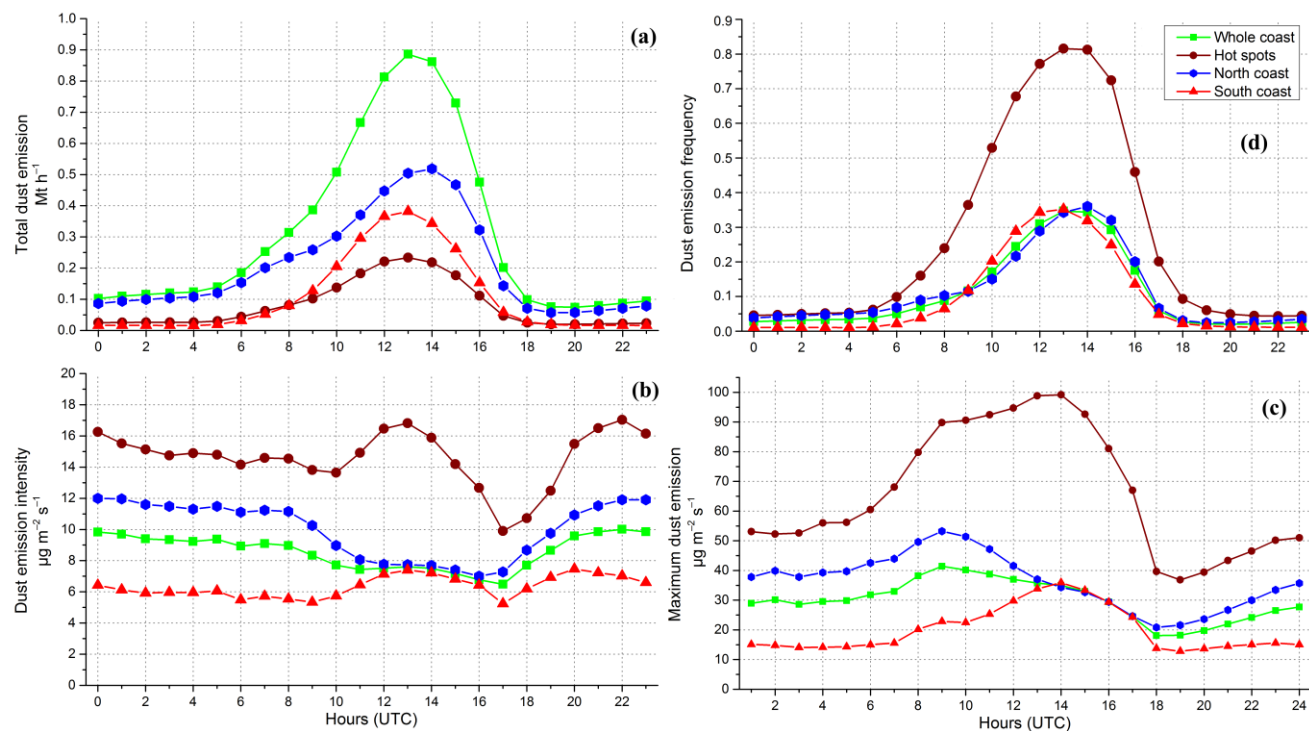 (a)
Total dust emission
Mt h⁻¹
1.0
0.9
0.8
0.7
0.6
0.5
0.4
0.3
0.2
0.1
0.0
0 2 4 6 8 10 12 14 16 18 20 22
(d)
Dust emission frequency
0.9
0.8
0.7
0.6
0.5
0.4
0.3
0.2
0.1
0.0
0 2 4 6 8 10 12 14 16 18 20 22
Whole coast
Hot spots
North coast
South coast
(b)
Dust emission intensity
µg m⁻² s⁻¹
20
18
16
14
12
10
8
6
4
2
0
0 2 4 6 8 10 12 14 16 18 20 22
Hours (UTC)
(c)
Maximum dust emission
µg m⁻² s⁻¹
100
90
80
70
60
50
40
30
20
10
0
2 4 6 8 10 12 14 16 18 20 22 24
Hours (UTC)